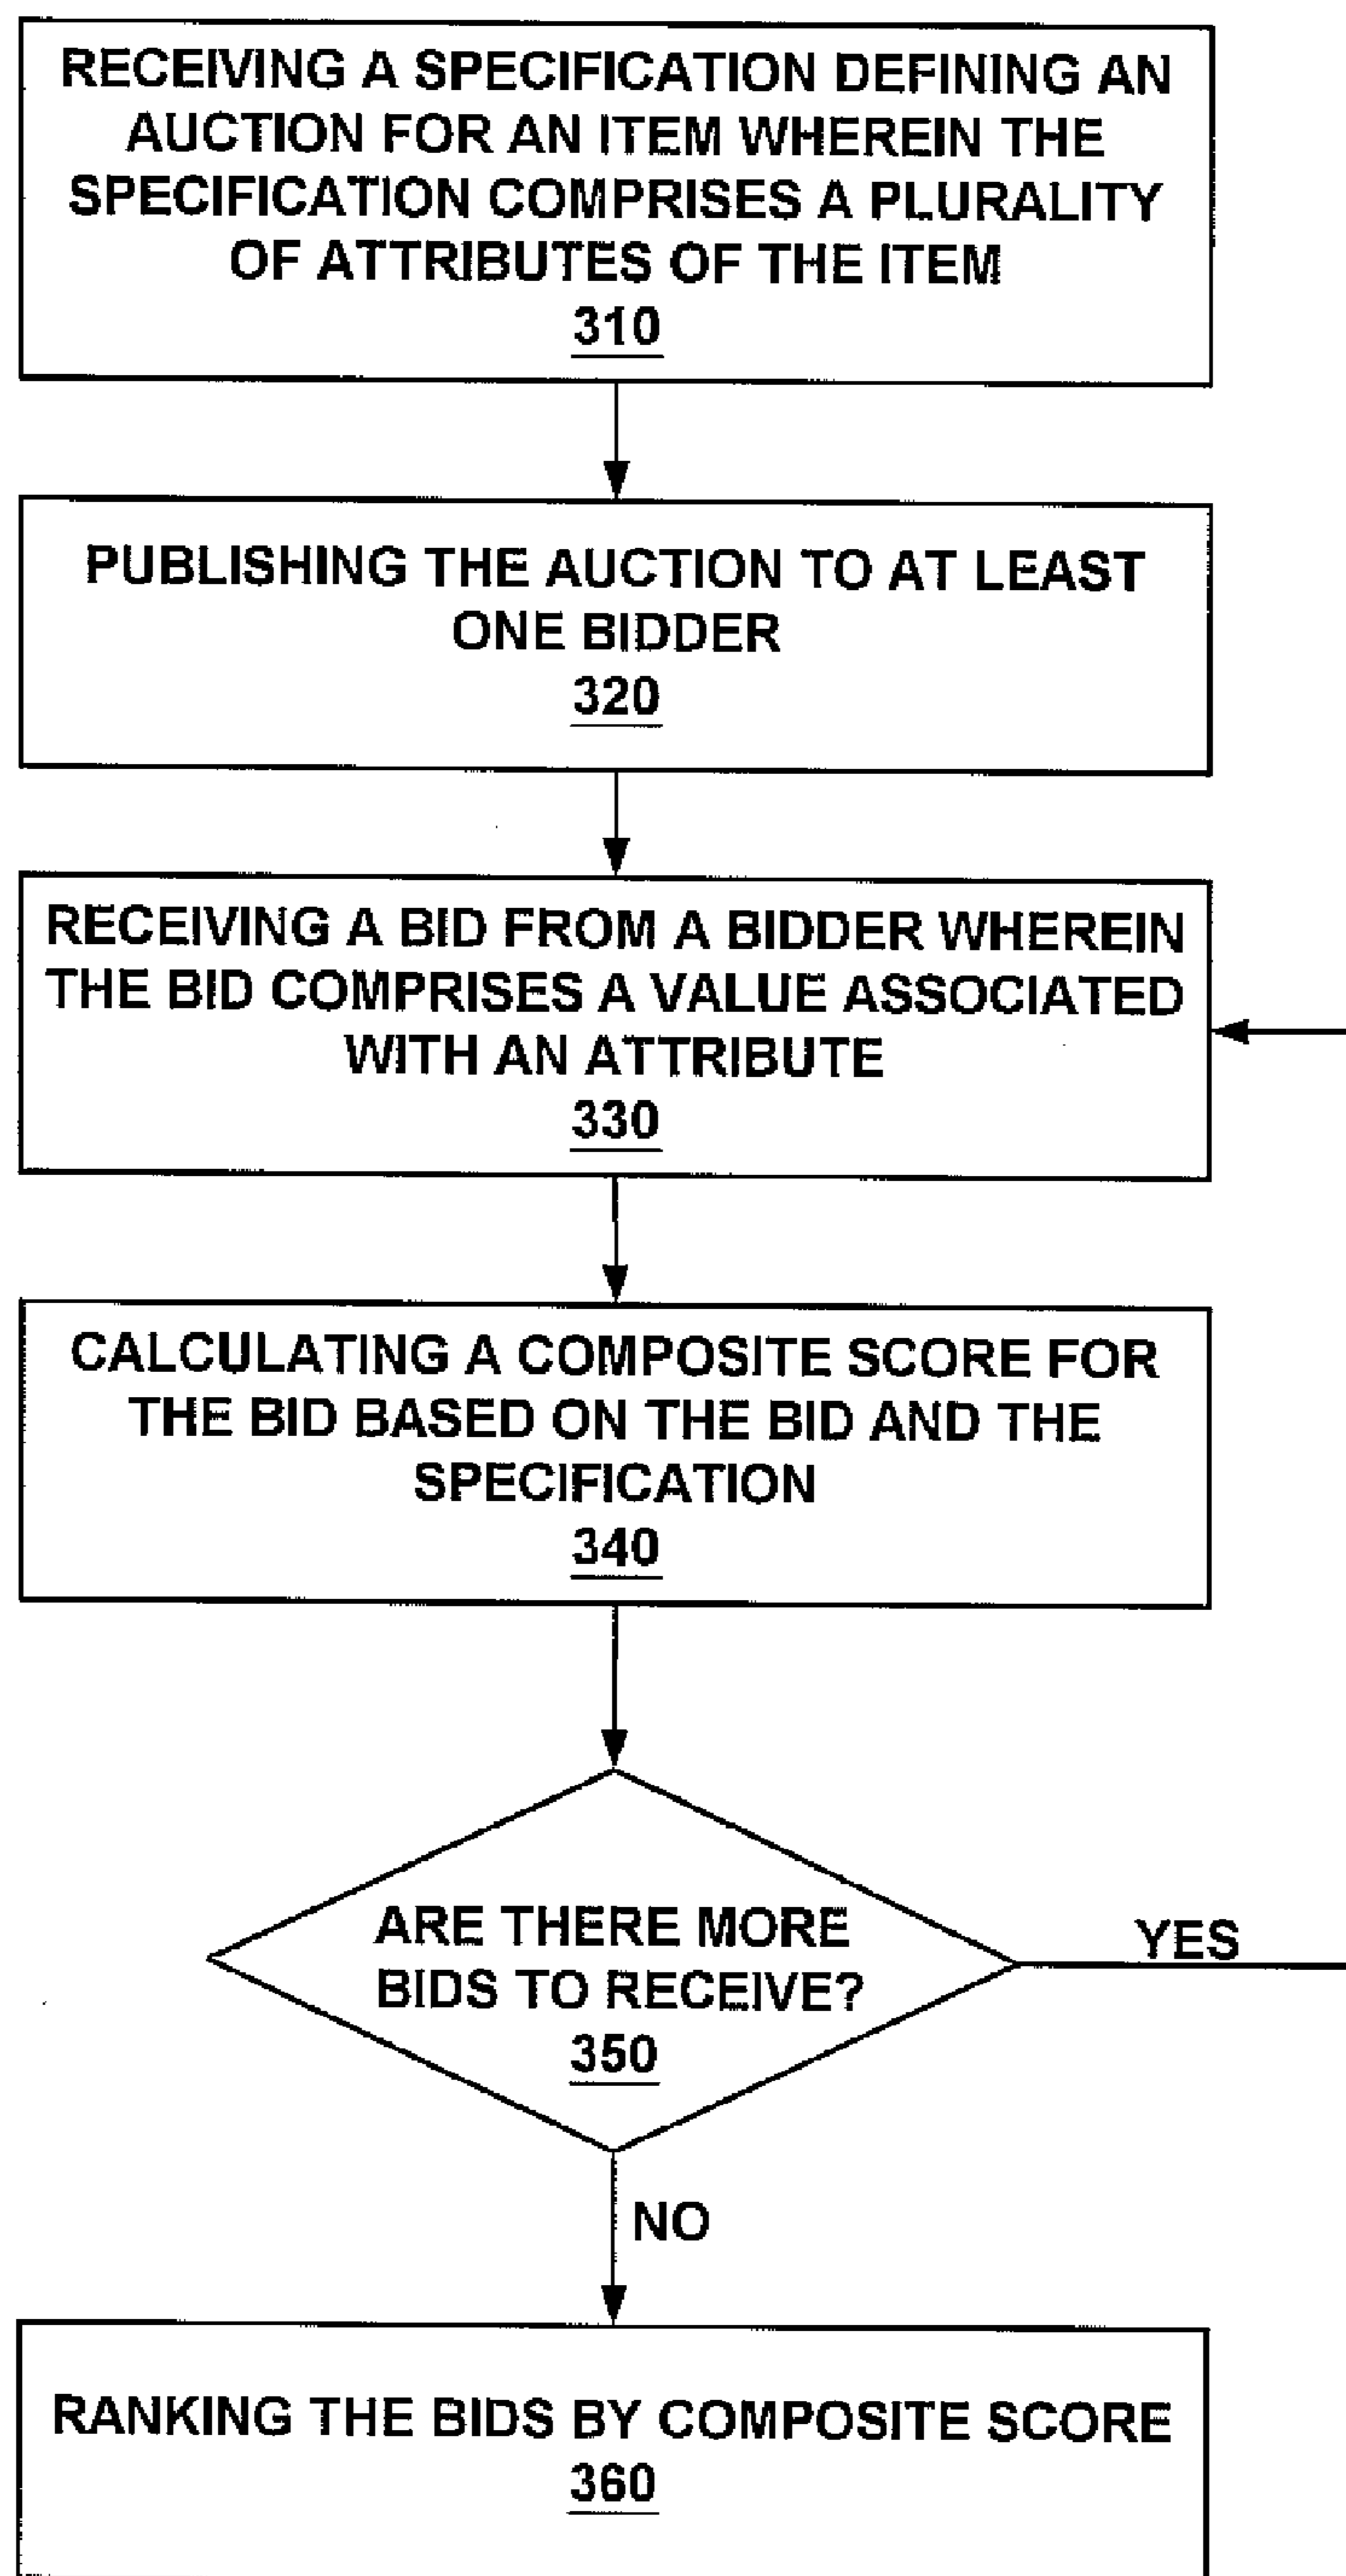 RECEIVING A SPECIFICATION DEFINING AN
AUCTION FOR AN ITEM WHEREIN THE
SPECIFICATION COMPRISES A PLURALITY
OF ATTRIBUTES OF THE ITEM
310
PUBLISHING THE AUCTION TO AT LEAST
ONE BIDDER
320
RECEIVING A BID FROM A BIDDER WHEREIN
THE BID COMPRISES A VALUE ASSOCIATED
WITH AN ATTRIBUTE
330
CALCULATING A COMPOSITE SCORE FOR
THE BID BASED ON THE BID AND THE
SPECIFICATION
340
ARE THERE MORE
BIDS TO RECEIVE?
350
YES
NO
RANKING THE BIDS BY COMPOSITE SCORE
360